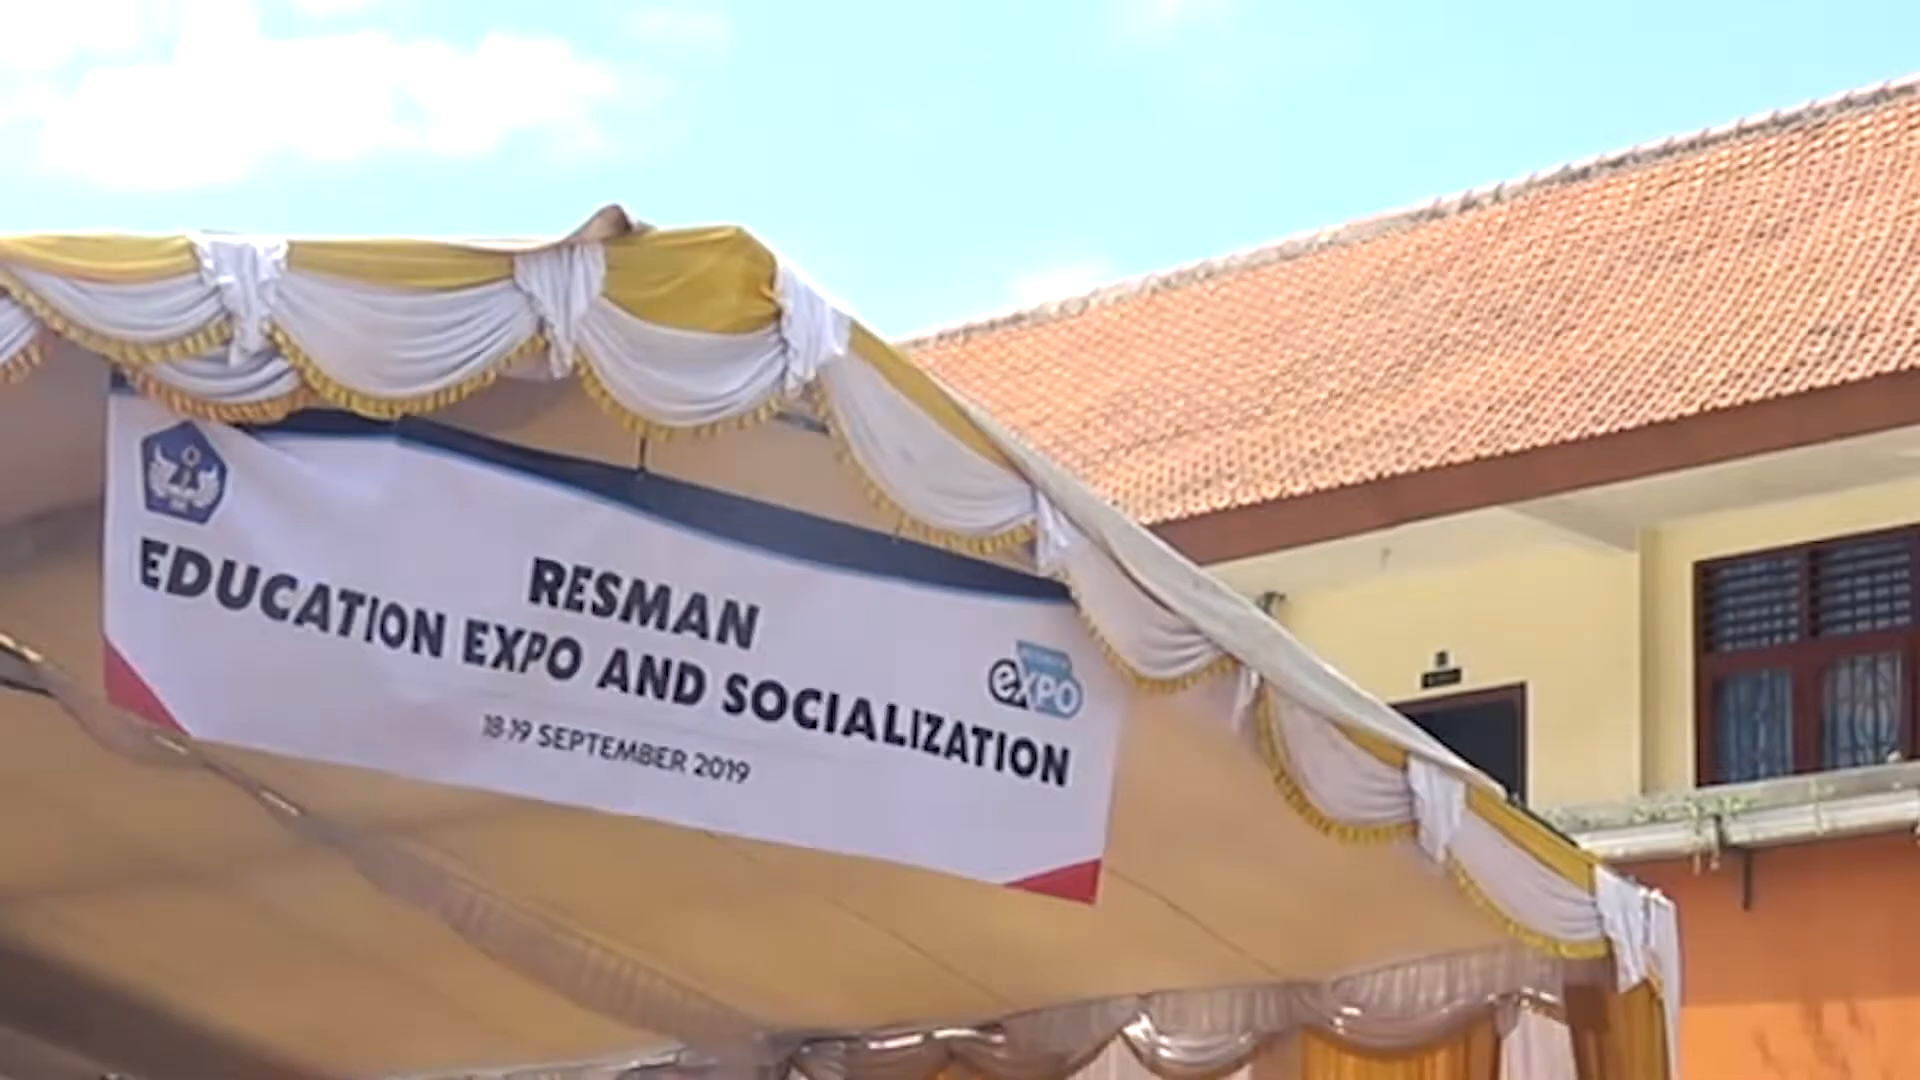 RESMAN
EDUCATION EXPO AND SOCIALIZATION
exPO
18-19 SEPTEMBER 2019